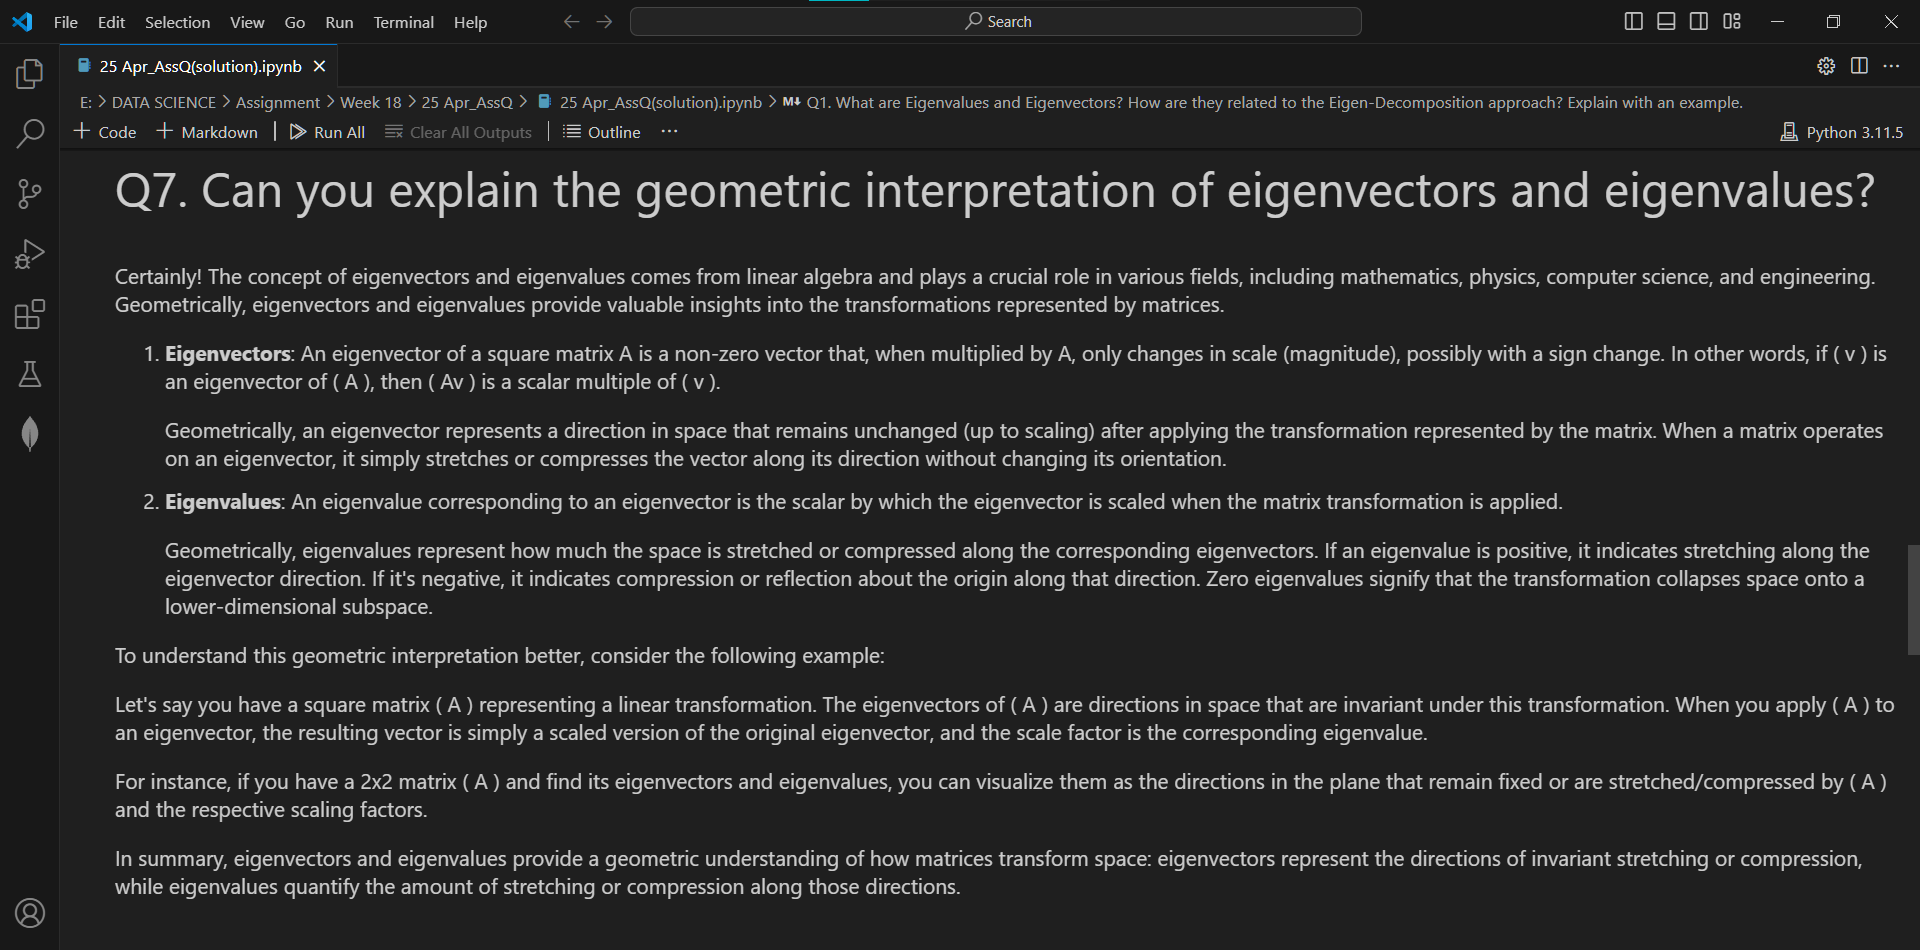 File Edit Selection View Go Run Terminal Help Search
25 Apr_AssQ(solution).ipynb
E: > DATA SCIENCE > Assignment > Week 18 > 25 Apr_AssQ > 25 Apr_AssQ(solution).ipynb > M↓ Q1. What are Eigenvalues and Eigenvectors? How are they related to the Eigen-Decomposition approach? Explain with an example.
+ Code + Markdown | Run All Clear All Outputs | Outline ... Python 3.11.5
Q7. Can you explain the geometric interpretation of eigenvectors and eigenvalues?
Certainly! The concept of eigenvectors and eigenvalues comes from linear algebra and plays a crucial role in various fields, including mathematics, physics, computer science, and engineering.
Geometrically, eigenvectors and eigenvalues provide valuable insights into the transformations represented by matrices.
1. Eigenvectors: An eigenvector of a square matrix A is a non-zero vector that, when multiplied by A, only changes in scale (magnitude), possibly with a sign change. In other words, if ( v ) is
an eigenvector of ( A ), then ( Av ) is a scalar multiple of ( v ).
Geometrically, an eigenvector represents a direction in space that remains unchanged (up to scaling) after applying the transformation represented by the matrix. When a matrix operates
on an eigenvector, it simply stretches or compresses the vector along its direction without changing its orientation.
2. Eigenvalues: An eigenvalue corresponding to an eigenvector is the scalar by which the eigenvector is scaled when the matrix transformation is applied.
Geometrically, eigenvalues represent how much the space is stretched or compressed along the corresponding eigenvectors. If an eigenvalue is positive, it indicates stretching along the
eigenvector direction. If it's negative, it indicates compression or reflection about the origin along that direction. Zero eigenvalues signify that the transformation collapses space onto a
lower-dimensional subspace.
To understand this geometric interpretation better, consider the following example:
Let's say you have a square matrix ( A ) representing a linear transformation. The eigenvectors of ( A ) are directions in space that are invariant under this transformation. When you apply ( A ) to
an eigenvector, the resulting vector is simply a scaled version of the original eigenvector, and the scale factor is the corresponding eigenvalue.
For instance, if you have a 2x2 matrix ( A ) and find its eigenvectors and eigenvalues, you can visualize them as the directions in the plane that remain fixed or are stretched/compressed by ( A )
and the respective scaling factors.
In summary, eigenvectors and eigenvalues provide a geometric understanding of how matrices transform space: eigenvectors represent the directions of invariant stretching or compression,
while eigenvalues quantify the amount of stretching or compression along those directions.